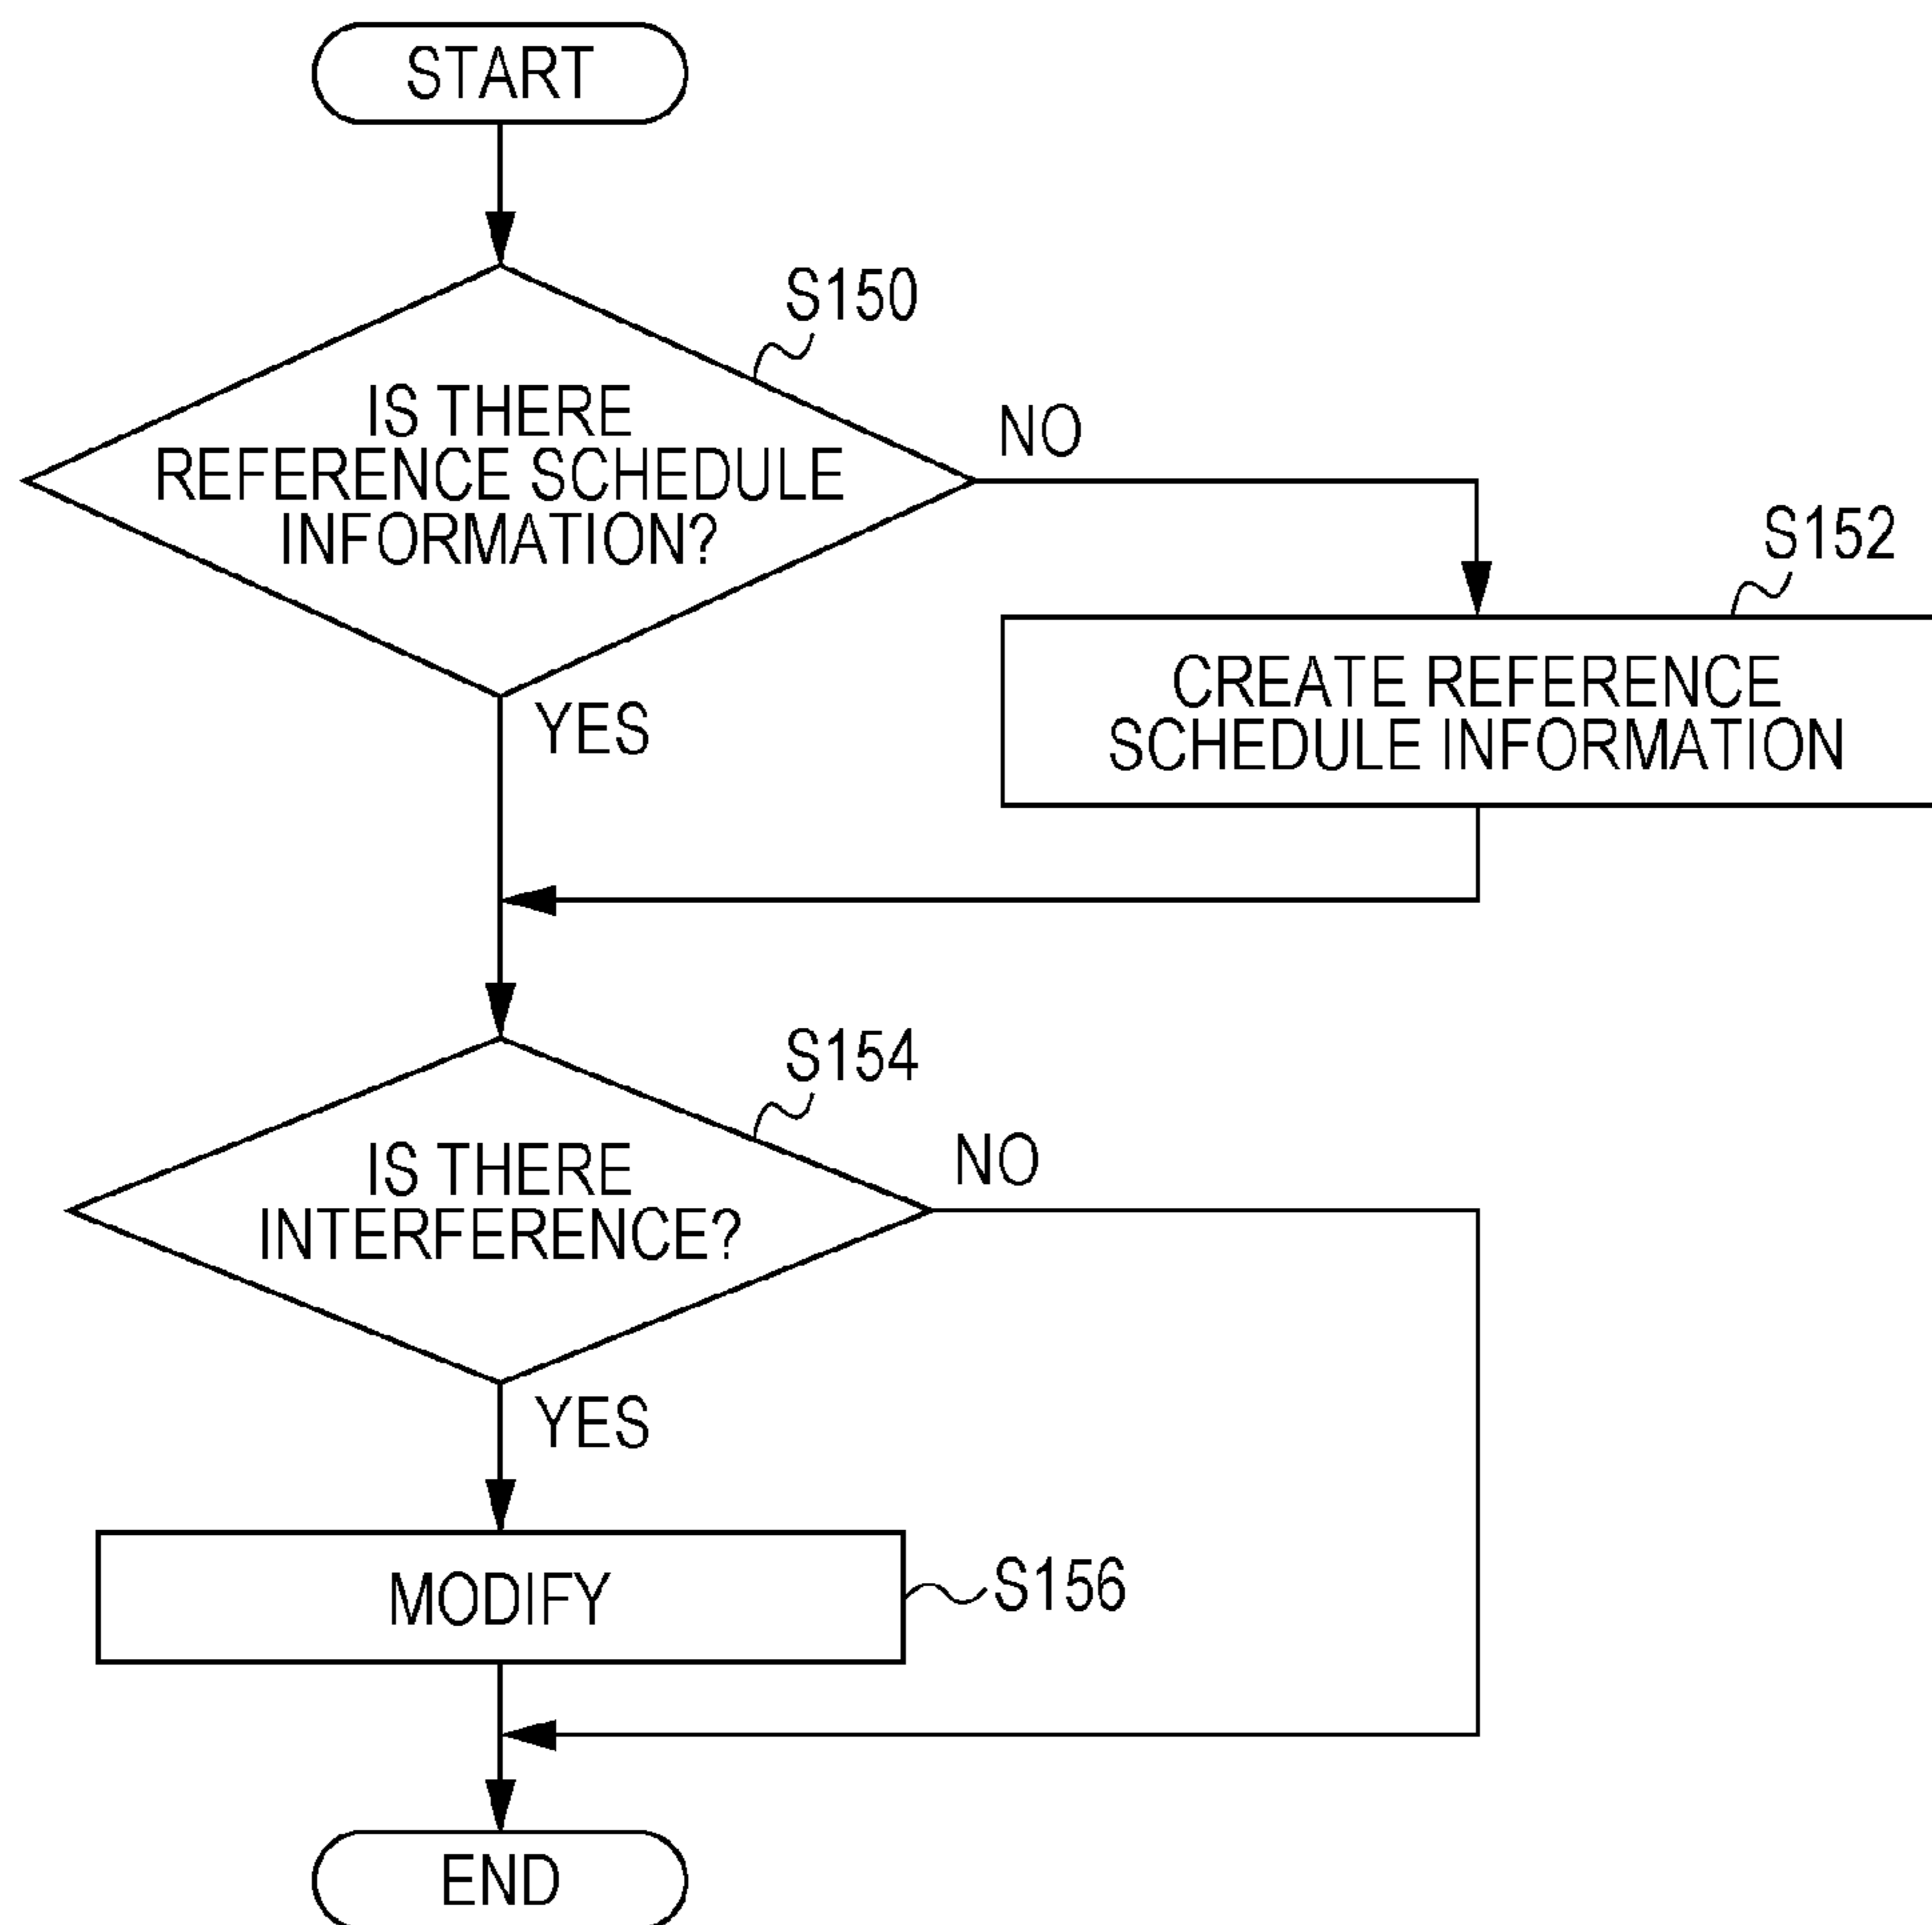 START
S150
IS THERE
REFERENCE SCHEDULE
INFORMATION?
NO
S152
CREATE REFERENCE
SCHEDULE INFORMATION
YES
S154
IS THERE
INTERFERENCE?
NO
YES
MODIFY
S156
END